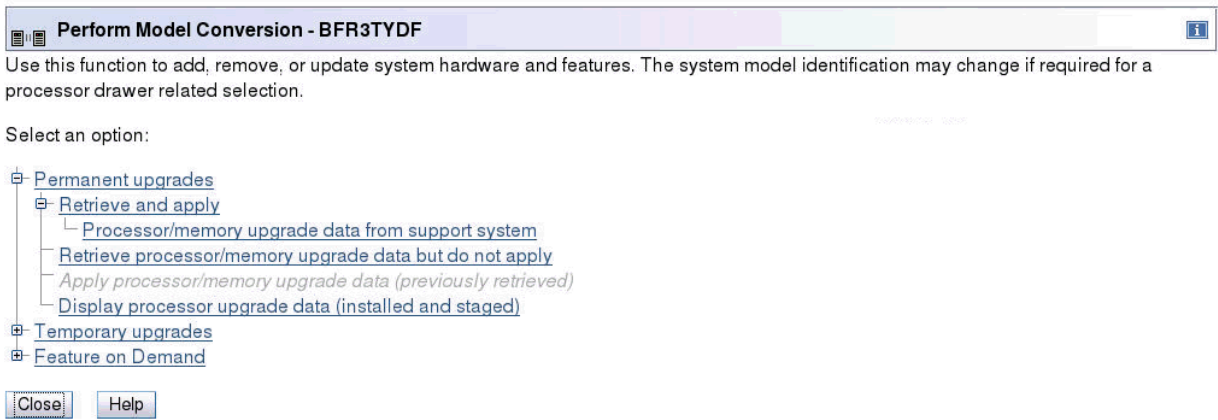 Perform Model Conversion - BFR3TYDF
Use this function to add, remove, or update system hardware and features. The system model identification may change if required for a
processor drawer related selection.
Select an option:
Permanent upgrades
Retrieve and apply
Processor/memory upgrade data from support system
Retrieve processor/memory upgrade data but do not apply
Apply processor/memory upgrade data (previously retrieved)
Display processor upgrade data (installed and staged)
Temporary upgrades
Feature on Demand
Close Help